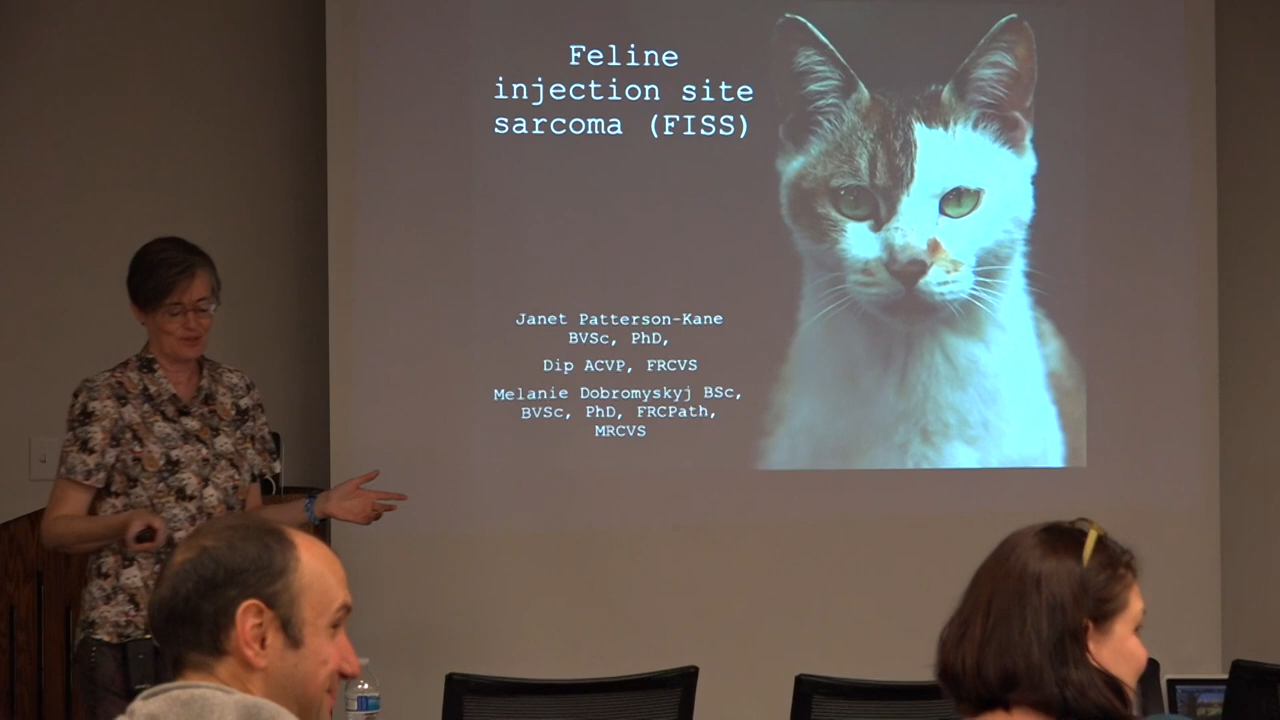 Feline
injection site
sarcoma (FISS)
Janet Patterson-Kane
BVSc, PhD,
Dip ACVP, FRCVS
Melanie Dobromyskyj BSc,
BVSc, PhD, FRCPath,
MRCVS